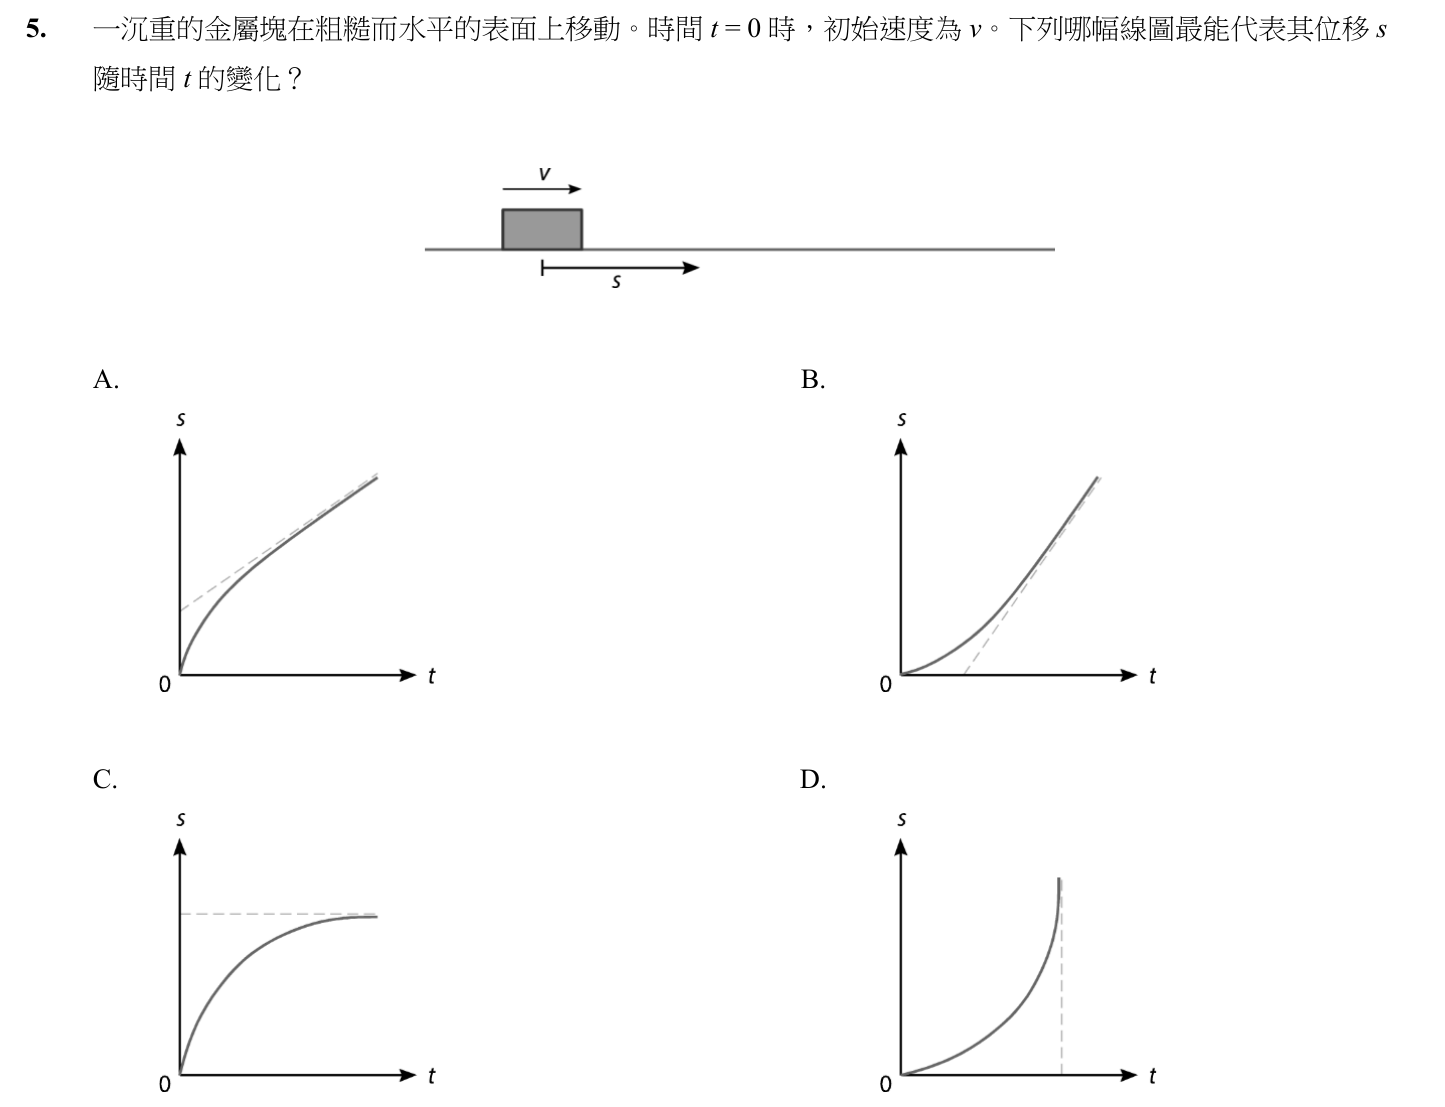 5. 一沉重的金屬塊在粗糙而水平的表面上移動。時間 t = 0 時，初始速度為 v。下列哪幅線圖最能代表其位移 s
隨時間 t 的變化？
v
s
A. B.
s s
0 t 0 t
C. D.
s s
0 t 0 t